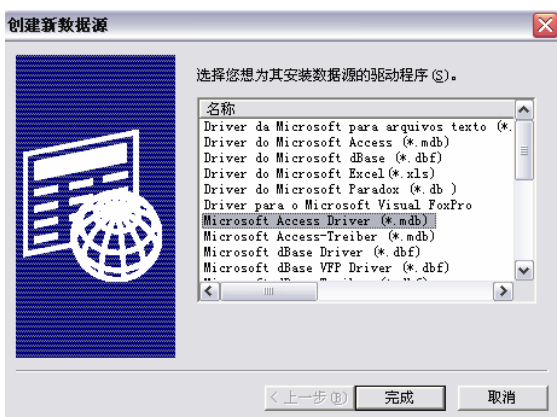 创建新数据源
选择您想为其安装数据源的驱动程序(S)。
名称
Driver da Microsoft para arquivos texto (*.
Driver do Microsoft Access (*.mdb)
Driver do Microsoft dBase (*.dbf)
Driver do Microsoft Excel(*.xls)
Driver do Microsoft Paradox (*.db )
Driver para o Microsoft Visual FoxPro
Microsoft Access Driver (*.mdb)
Microsoft Access-Treiber (*.mdb)
Microsoft dBase Driver (*.dbf)
Microsoft dBase VFP Driver (*.dbf)
< 上一步(B)
完成
取消